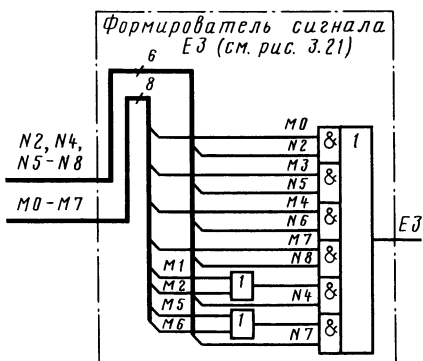 Формирователь сигнала
E3 (см. рис. 3.21)
6
8
N2, N4,
N5-N8
M0-M7
M0
N2
M3
N5
M4
N6
M7
N8
M1
M2
N4
M5
M6
N7
&
&
&
&
&
&
1
1
1
E3